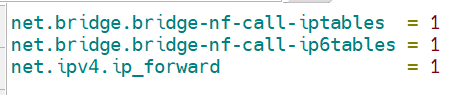 net.bridge.bridge-nf-call-iptables  = 1
net.bridge.bridge-nf-call-ip6tables = 1
net.ipv4.ip_forward                 = 1